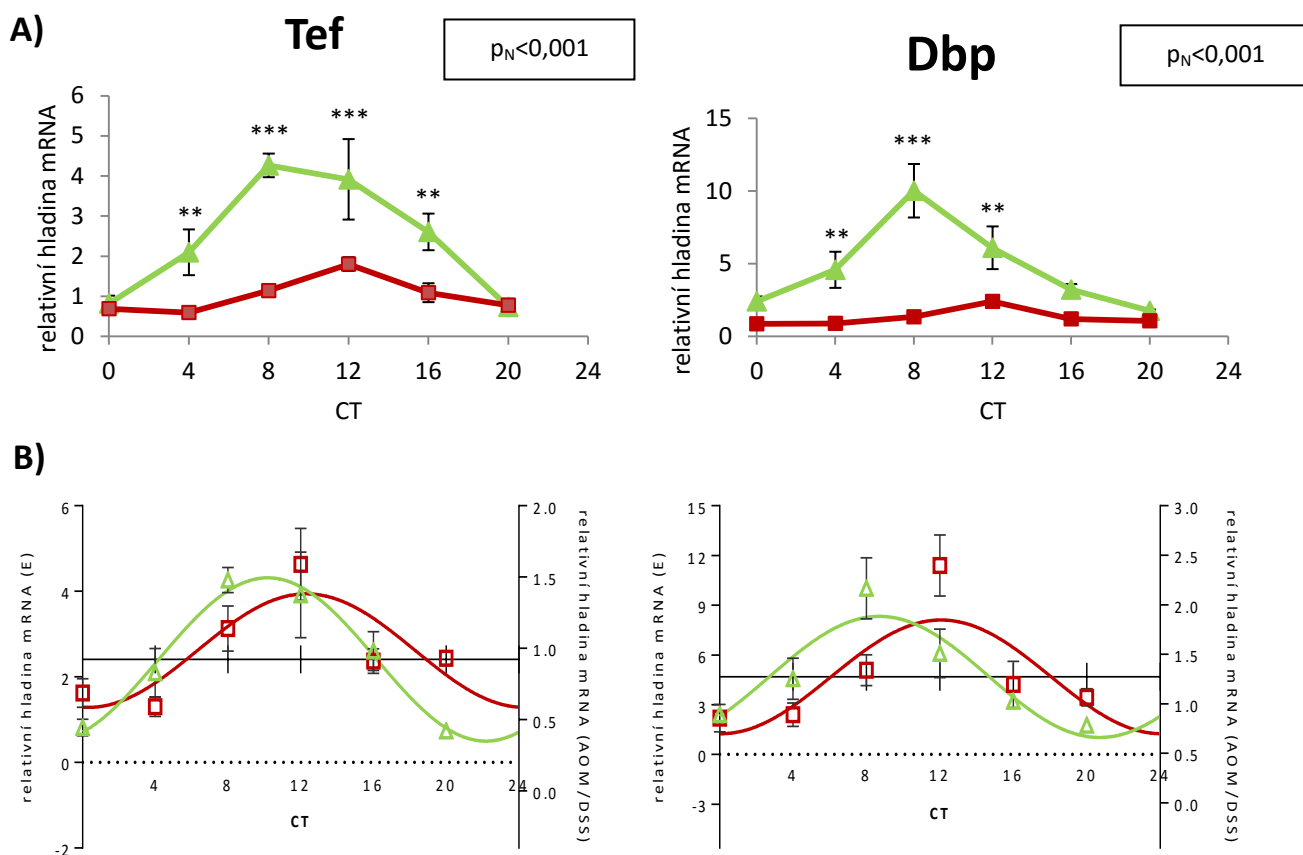 A)
Tef
p_N<0,001
relativní hladina mRNA
6
5
4
3
2
1
0
**
***
***
**
0 4 8 12 16 20 24
CT
Dbp
p_N<0,001
relativní hladina mRNA
15
10
5
0
**
***
**
0 4 8 12 16 20 24
CT
B)
relativní hladina mRNA (E)
6
4
2
0
-2
4 8 12 16 20 24
CT
2.0
1.5
1.0
0.5
0.0
relativní hladina mRNA (AOM/DSS)
relativní hladina mRNA (E)
15
12
9
6
3
0
-3
4 8 12 16 20 24
CT
3.0
2.5
2.0
1.5
1.0
0.5
0.0
relativní hladina mRNA (AOM/DSS)